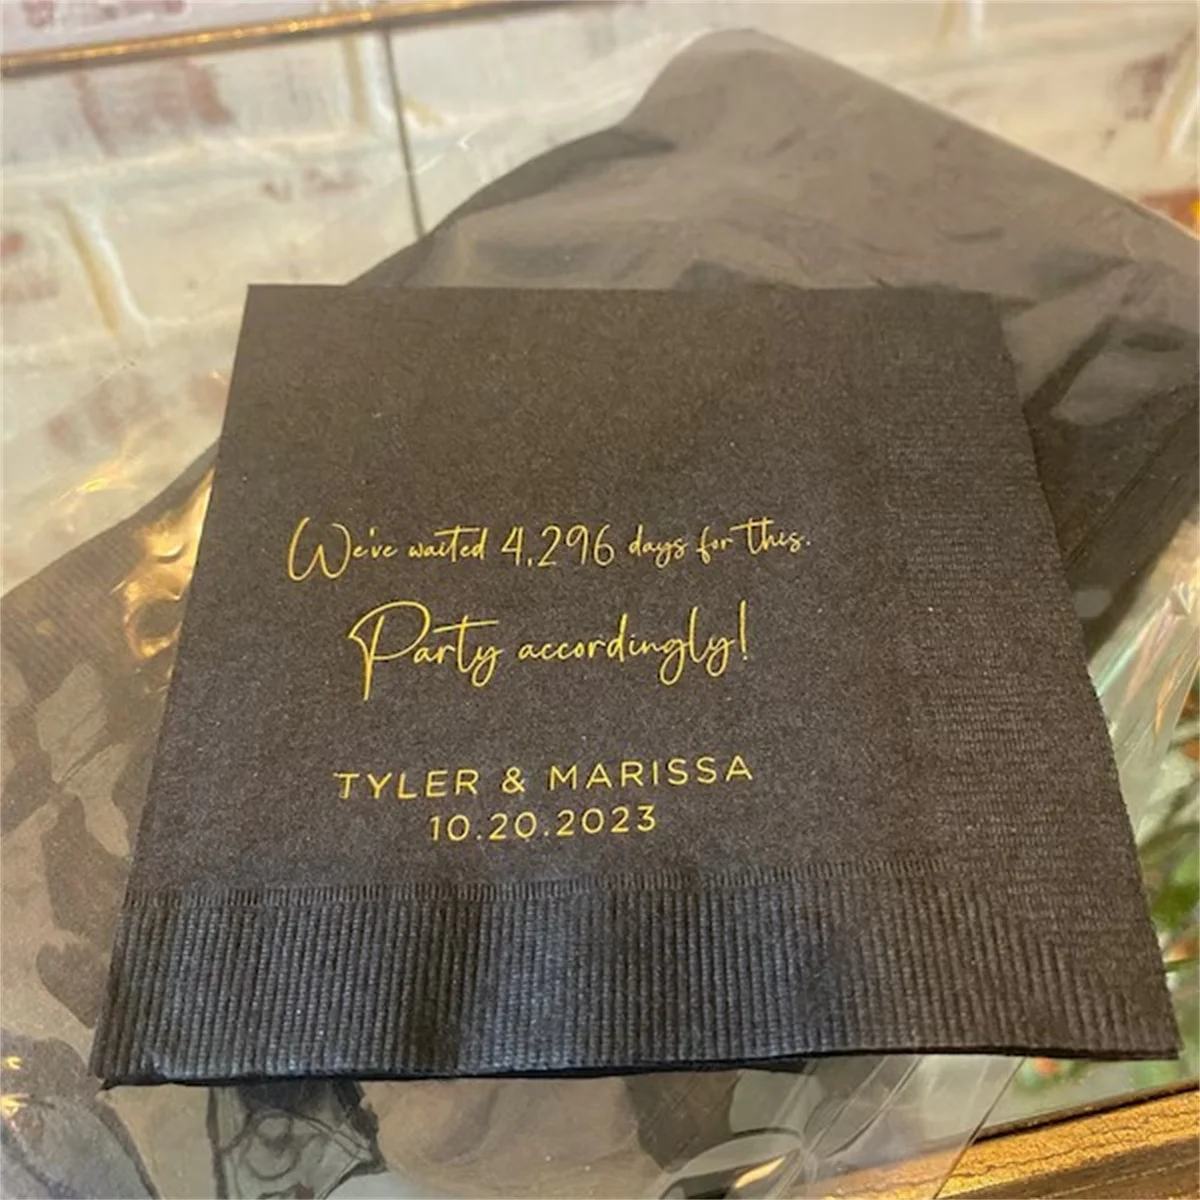 We've waited 4,296 days for this.
Party accordingly!
TYLER & MARISSA
10.20.2023